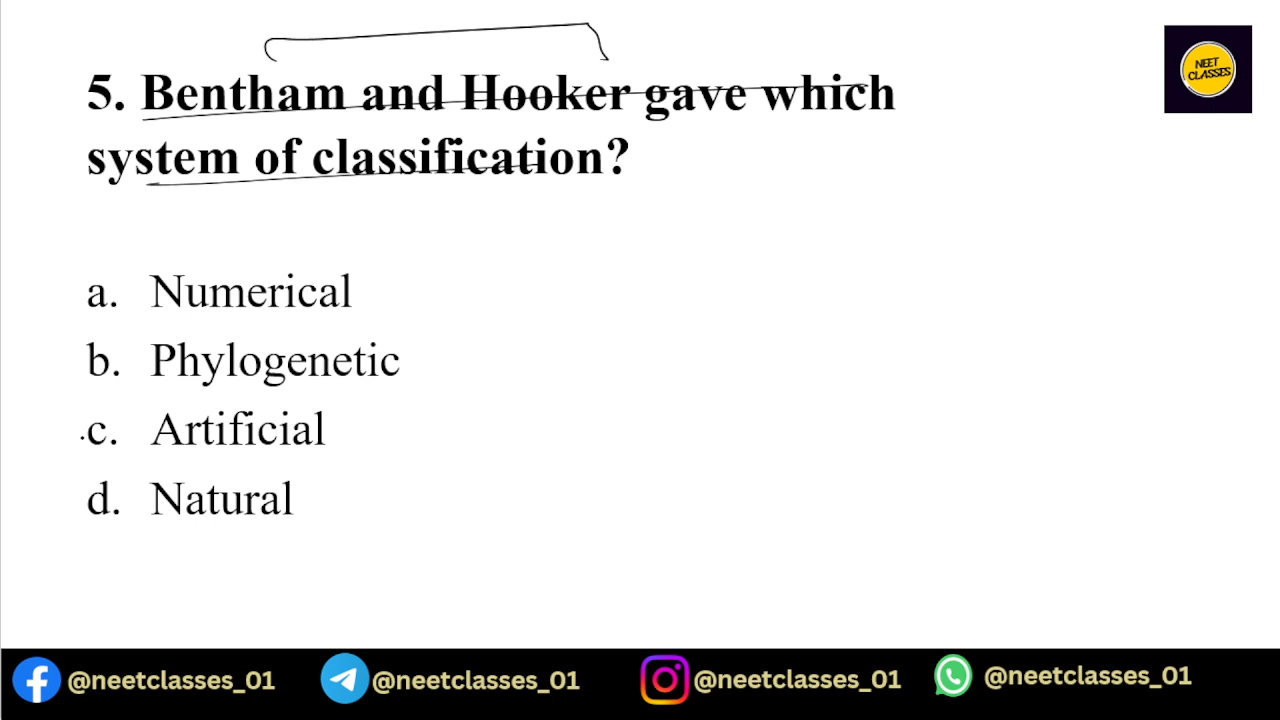 NEET
CLASSES
5. Bentham and Hooker gave which
system of classification?
a. Numerical
b. Phylogenetic
c. Artificial
d. Natural
@neetclasses_01 @neetclasses_01 @neetclasses_01 @neetclasses_01